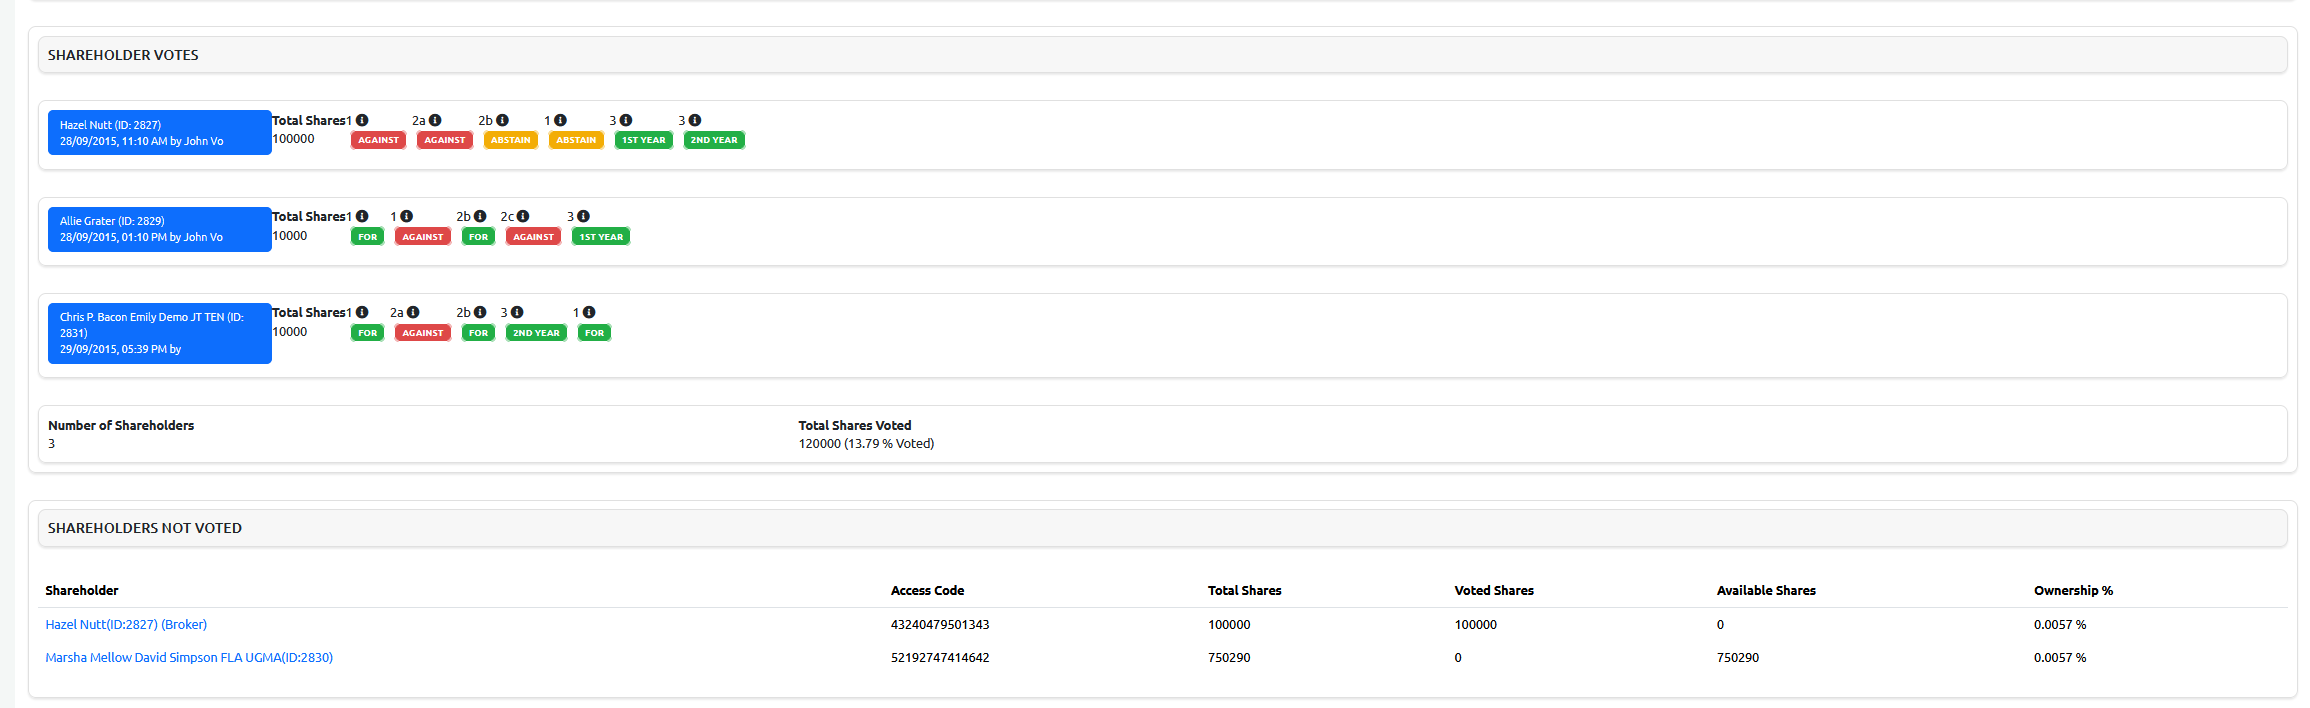 SHAREHOLDER VOTES
Hazel Nutt (ID: 2827)
28/09/2015, 11:10 AM by John Vo
Total Shares 1 2a 2b 1 3 3
100000 AGAINST AGAINST ABSTAIN ABSTAIN 1ST YEAR 2ND YEAR
Allie Grater (ID: 2829)
28/09/2015, 01:10 PM by John Vo
Total Shares 1 1 2b 2c 3
10000 FOR AGAINST FOR AGAINST 1ST YEAR
Chris P. Bacon Emily Demo JT TEN (ID:
2831)
29/09/2015, 05:39 PM by
Total Shares 1 2a 2b 3 1
10000 FOR AGAINST FOR 2ND YEAR FOR
Number of Shareholders Total Shares Voted
3 120000 (13.79 % Voted)
SHAREHOLDERS NOT VOTED
Shareholder Access Code Total Shares Voted Shares Available Shares Ownership %
Hazel Nutt(ID:2827) (Broker) 43240479501343 100000 100000 0 0.0057 %
Marsha Mellow David Simpson FLA UGMA(ID:2830) 52192747414642 750290 0 750290 0.0057 %